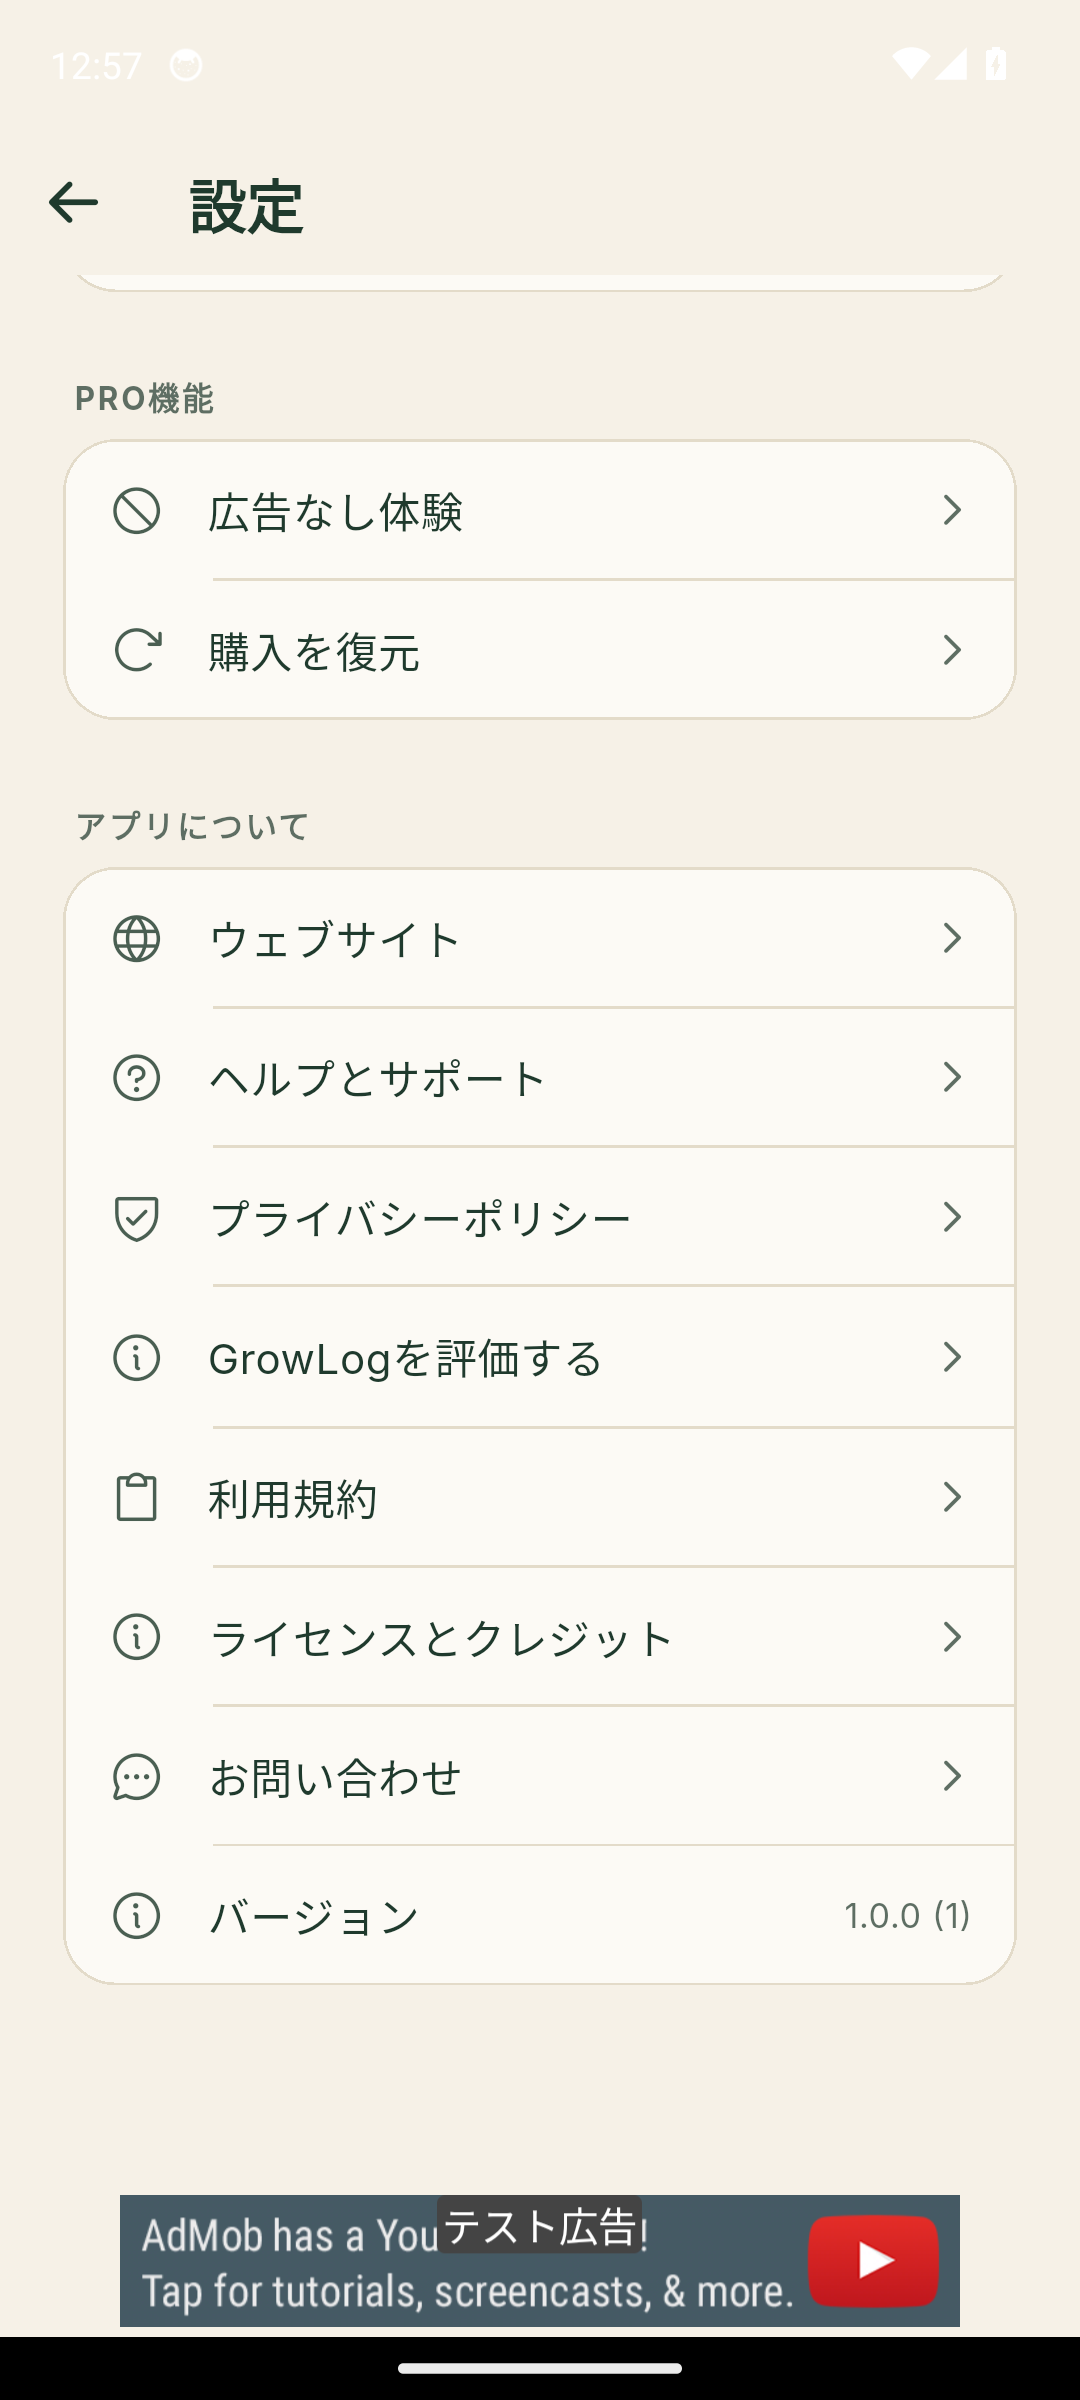 12:57
設定
PRO機能
広告なし体験
購入を復元
アプリについて
ウェブサイト
ヘルプとサポート
プライバシーポリシー
GrowLogを評価する
利用規約
ライセンスとクレジット
お問い合わせ
バージョン 1.0.0 (1)
テスト広告
AdMob has a You !
Tap for tutorials, screencasts, & more.